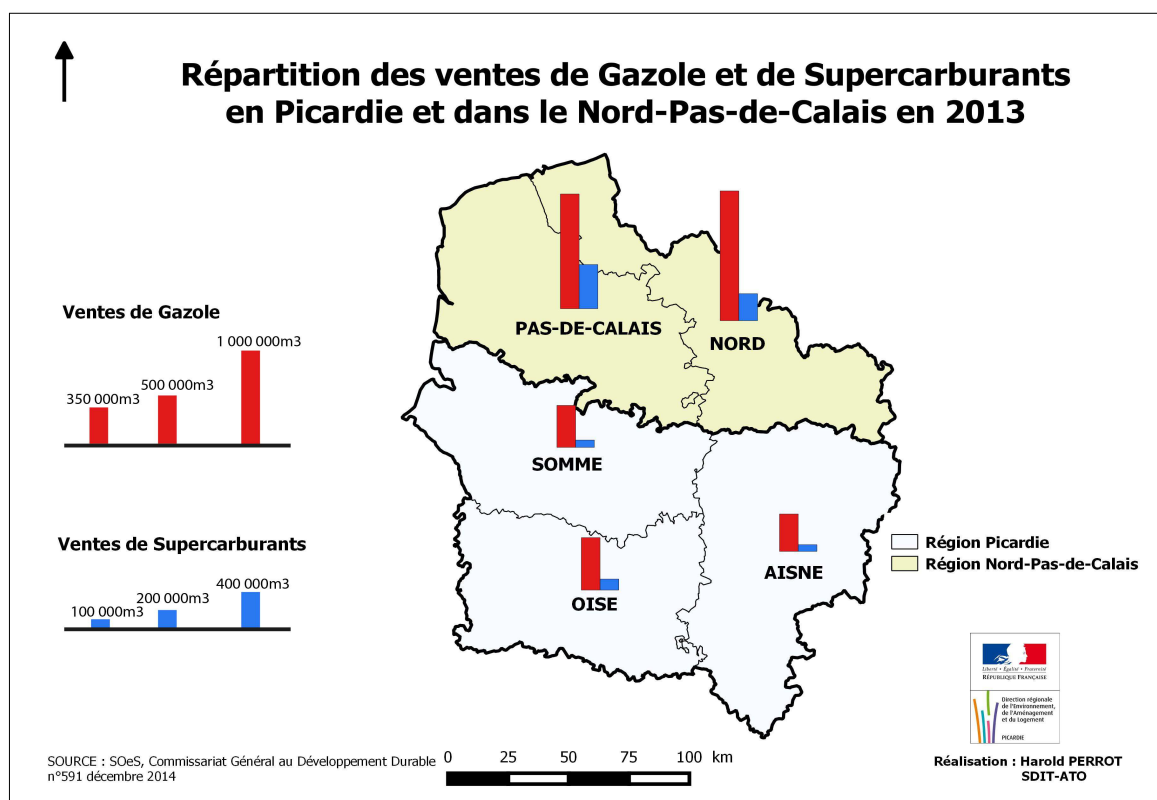 Répartition des ventes de Gazole et de Supercarburants
en Picardie et dans le Nord-Pas-de-Calais en 2013
Ventes de Gazole
350 000m3
500 000m3
1 000 000m3
Ventes de Supercarburants
100 000m3
200 000m3
400 000m3
PAS-DE-CALAIS
NORD
SOMME
AISNE
OISE
Région Picardie
Région Nord-Pas-de-Calais
Liberté • Égalité • Fraternité
RÉPUBLIQUE FRANÇAISE
Direction régionale
de l'Environnement,
de l'Aménagement
et du Logement
PICARDIE
SOURCE : SOeS, Commissariat Général au Développement Durable
n°591 décembre 2014
0 25 50 75 100 km
Réalisation : Harold PERROT
SDIT-ATO